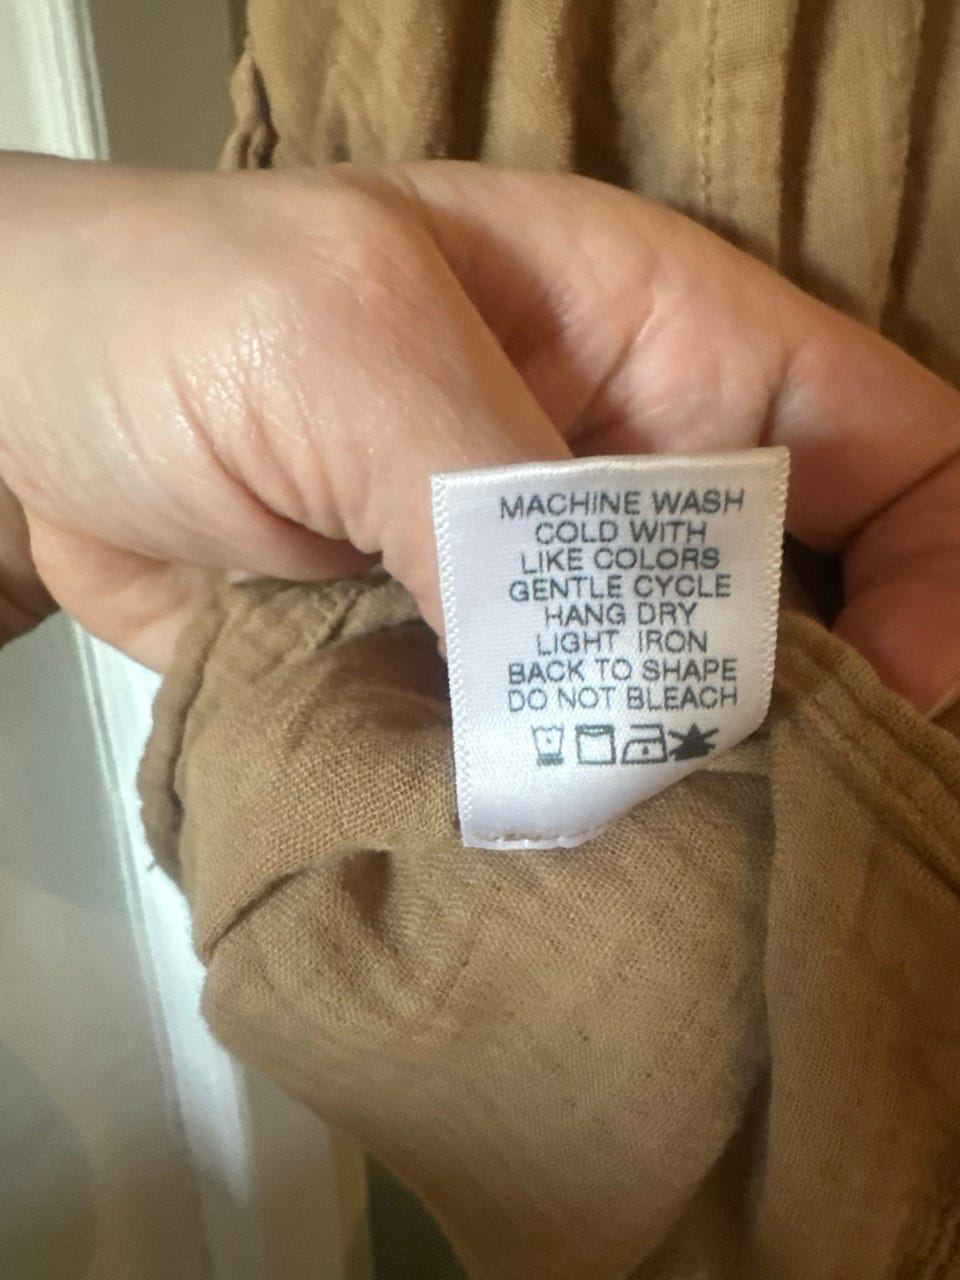 MACHINE WASH
COLD WITH
LIKE COLORS
GENTLE CYCLE
HANG DRY
LIGHT IRON
BACK TO SHAPE
DO NOT BLEACH